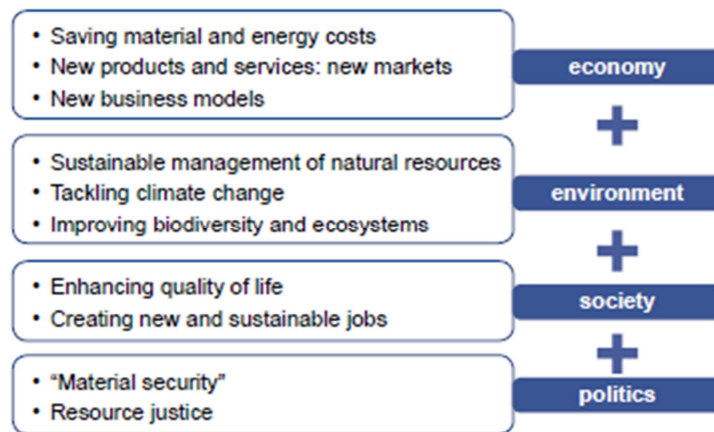 • Saving material and energy costs
• New products and services: new markets
• New business models
economy
+
• Sustainable management of natural resources
• Tackling climate change
• Improving biodiversity and ecosystems
environment
+
• Enhancing quality of life
• Creating new and sustainable jobs
society
+
• “Material security”
• Resource justice
politics